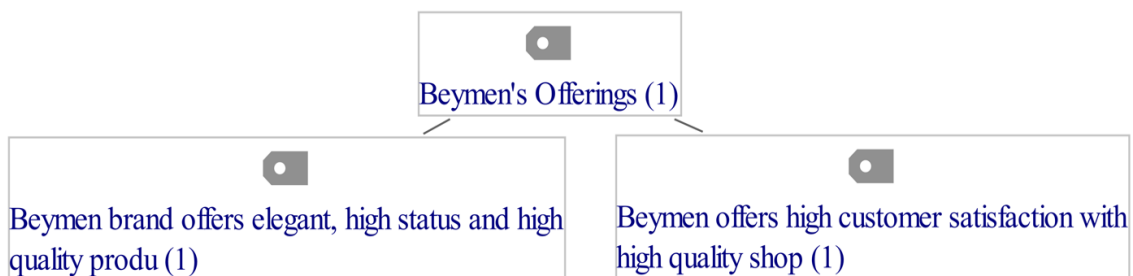 Beymen's Offerings (1)
Beymen brand offers elegant, high status and high
quality produ (1)
Beymen offers high customer satisfaction with
high quality shop (1)